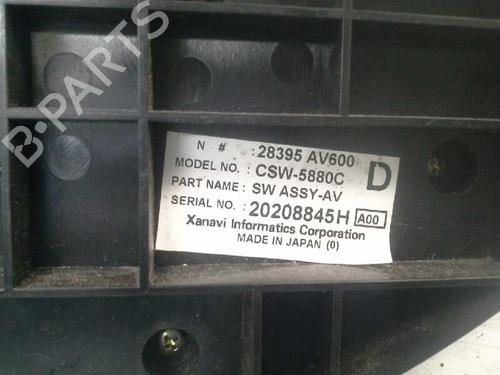 B-PARTS
N # : 28395 AV600
MODEL NO. : CSW-5880C
D
PART NAME : SW ASSY-AV
SERIAL NO. : 20208845H A00
Xanavi Informatics Corporation
MADE IN JAPAN (0)